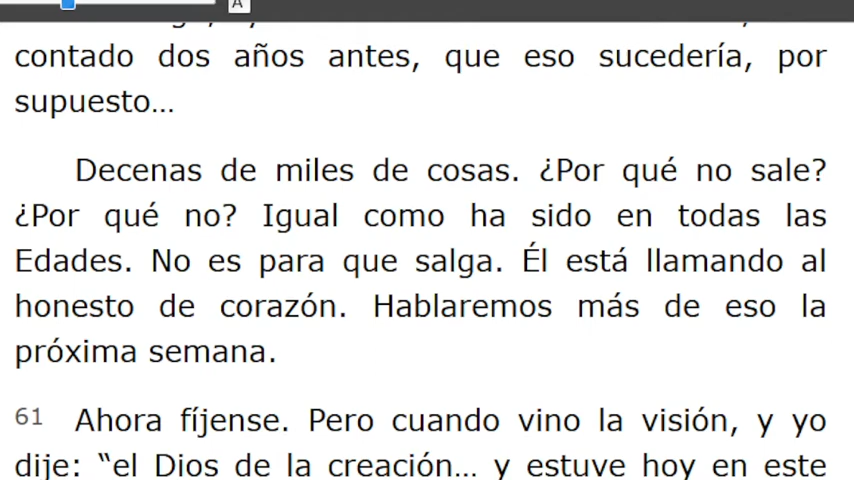 A
contado dos años antes, que eso sucedería, por
supuesto...
Decenas de miles de cosas. ¿Por qué no sale?
¿Por qué no? Igual como ha sido en todas las
Edades. No es para que salga. Él está llamando al
honesto de corazón. Hablaremos más de eso la
próxima semana.
61 Ahora fíjense. Pero cuando vino la visión, y yo
dije: “el Dios de la creación... y estuve hoy en este